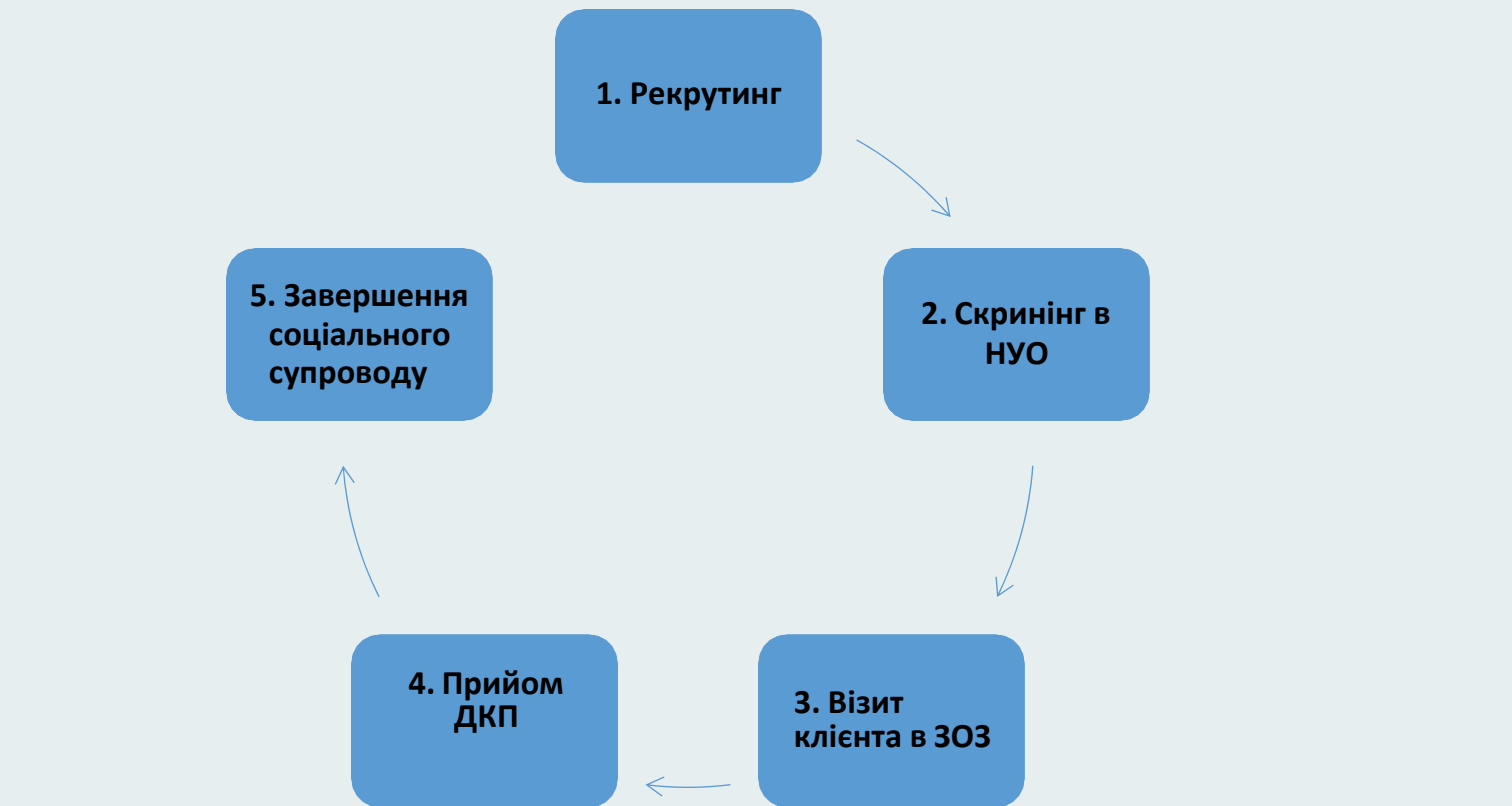 1. Рекрутинг
2. Скринінг в
НУО
3. Візит
клієнта в ЗОЗ
4. Прийом
ДКП
5. Завершення
соціального
супроводу